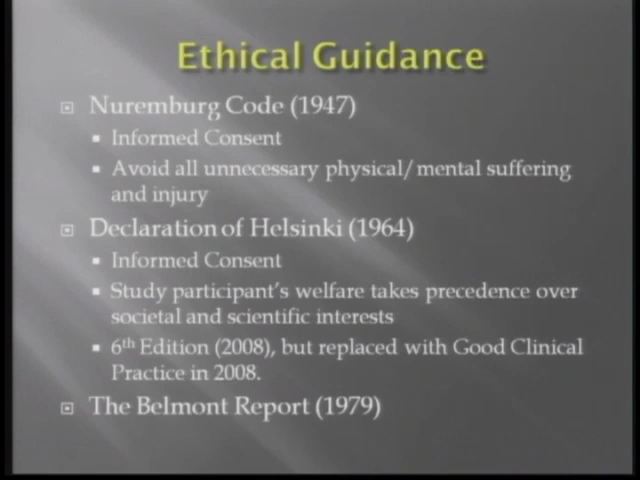 Ethical Guidance
Nuremburg Code (1947)
Informed Consent
Avoid all unnecessary physical/mental suffering
and injury
Declaration of Helsinki (1964)
Informed Consent
Study participant's welfare takes precedence over
societal and scientific interests
6th Edition (2008), but replaced with Good Clinical
Practice in 2008.
The Belmont Report (1979)